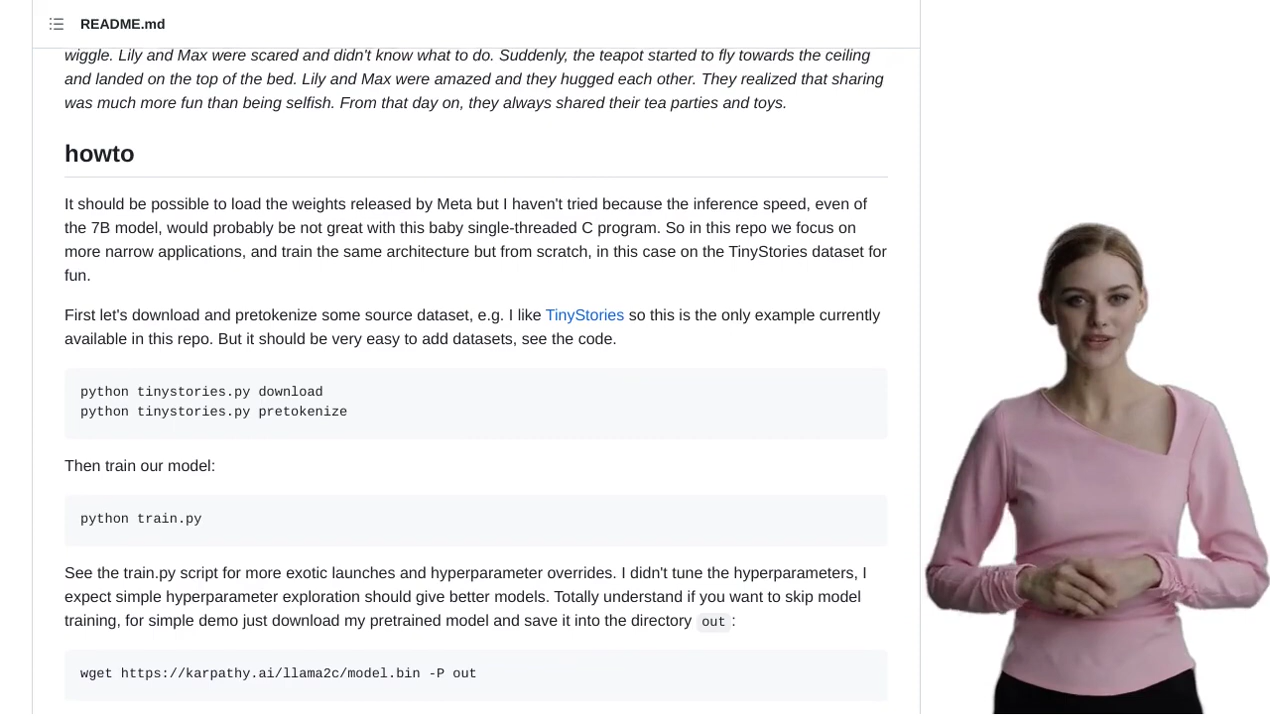 README.md
wiggle. Lily and Max were scared and didn't know what to do. Suddenly, the teapot started to fly towards the ceiling
and landed on the top of the bed. Lily and Max were amazed and they hugged each other. They realized that sharing
was much more fun than being selfish. From that day on, they always shared their tea parties and toys.
howto
It should be possible to load the weights released by Meta but I haven't tried because the inference speed, even of
the 7B model, would probably be not great with this baby single-threaded C program. So in this repo we focus on
more narrow applications, and train the same architecture but from scratch, in this case on the TinyStories dataset for
fun.
First let's download and pretokenize some source dataset, e.g. I like TinyStories so this is the only example currently
available in this repo. But it should be very easy to add datasets, see the code.
python tinystories.py download
python tinystories.py pretokenize
Then train our model:
python train.py
See the train.py script for more exotic launches and hyperparameter overrides. I didn't tune the hyperparameters, I
expect simple hyperparameter exploration should give better models. Totally understand if you want to skip model
training, for simple demo just download my pretrained model and save it into the directory out:
wget https://karpathy.ai/llama2c/model.bin -P out